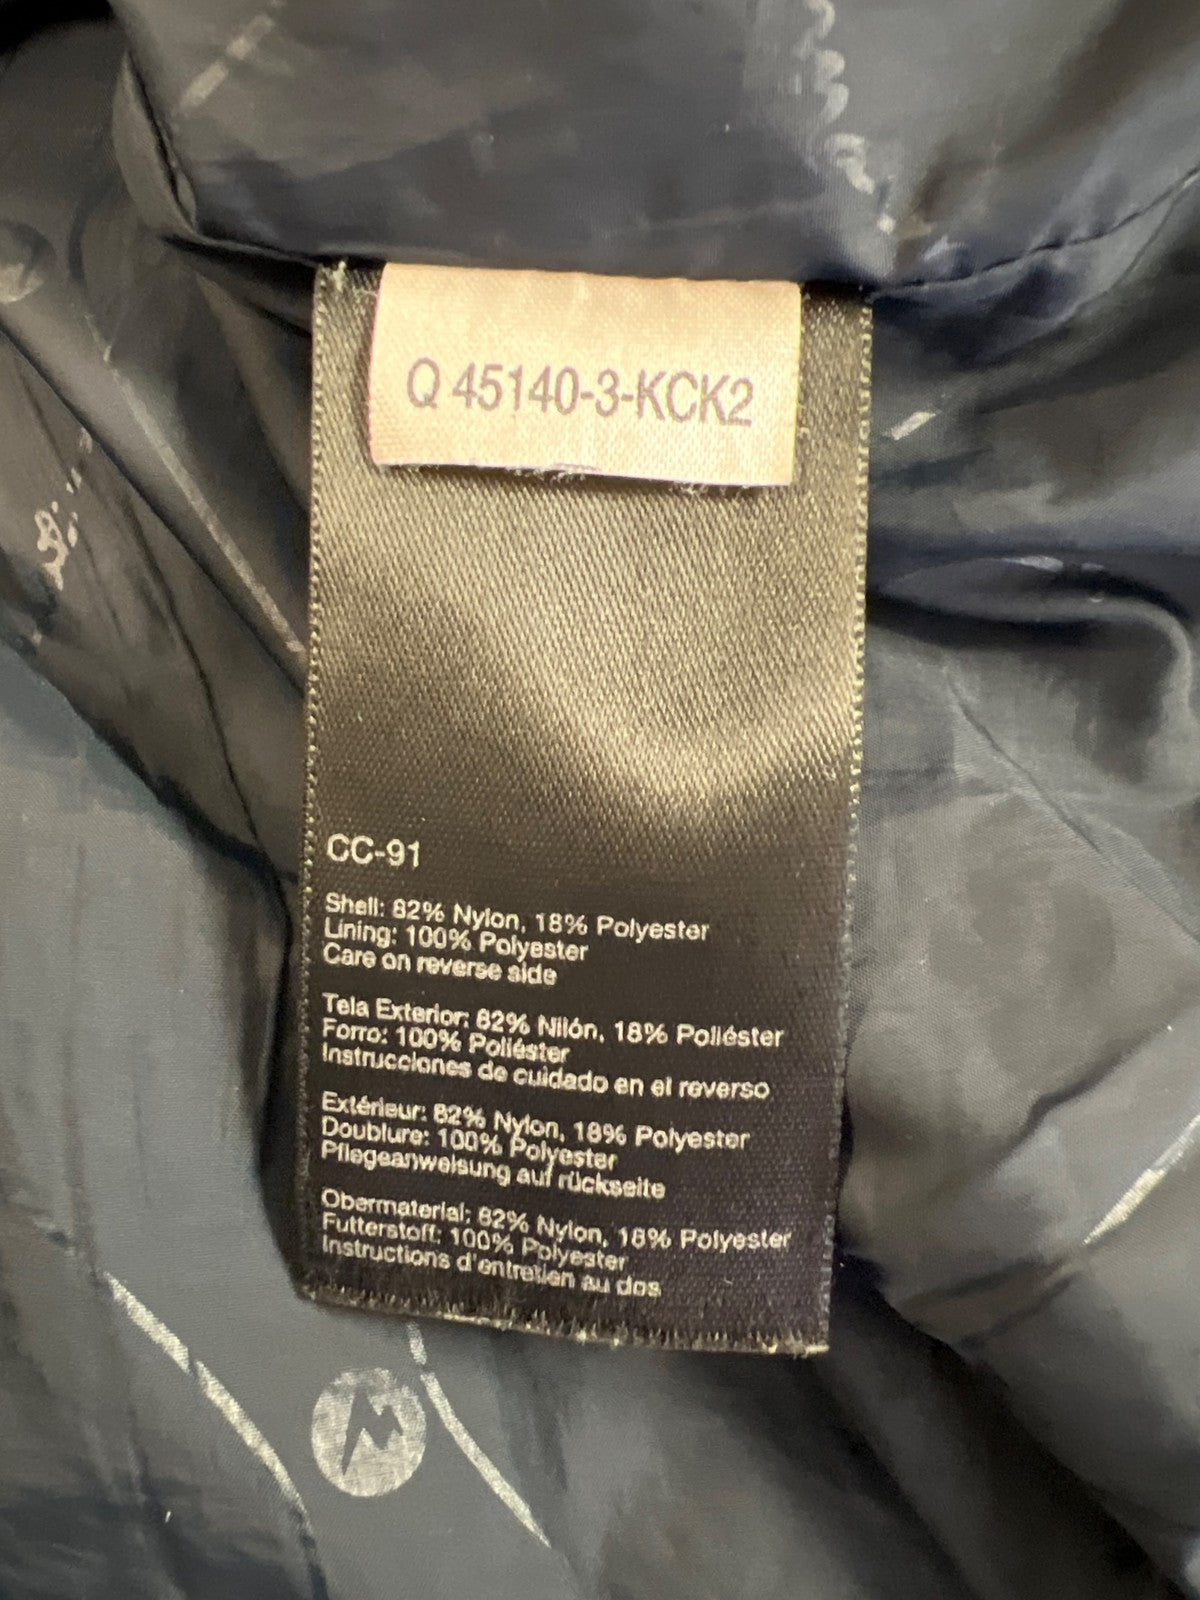 Q 45140-3-KCK2
CC-91
Shell: 82% Nylon, 18% Polyester
Lining: 100% Polyester
Care on reverse side
Tela Exterior: 82% Nilón, 18% Poliéster
Forro: 100% Poliéster
Instrucciones de cuidado en el reverso
Extérieur: 82% Nylon, 18% Polyester
Doublure: 100% Polyester
Pflegeanweisung auf rückseite
Obermaterial: 82% Nylon, 18% Polyester
Futterstoff: 100% Polyester
Instructions d'entretien au dos